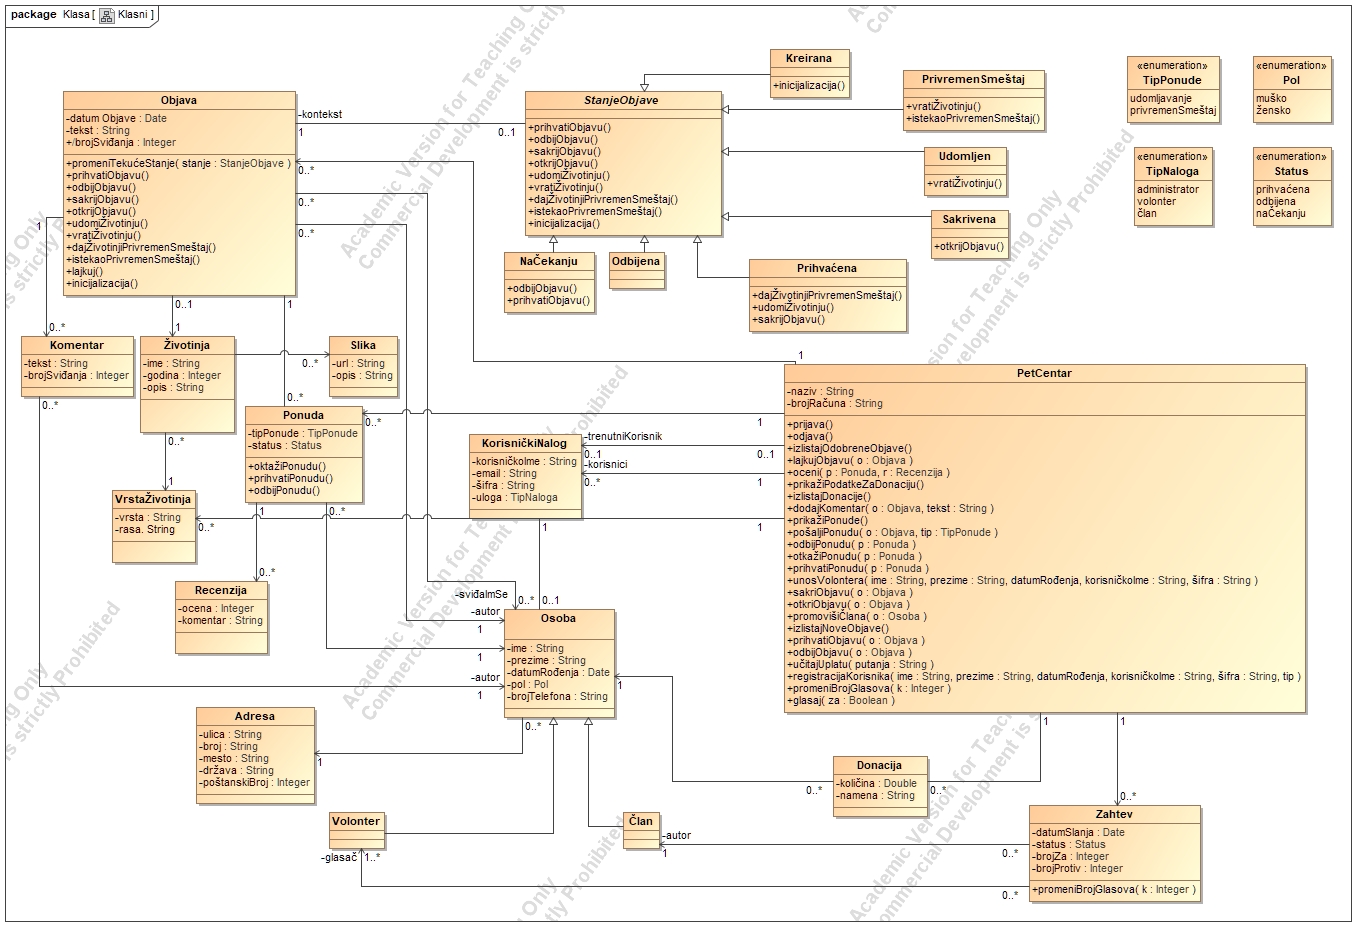 package Klasa [ Klasni ]
Objava
-datum Objave : Date
-tekst : String
+/brojSviđanja : Integer
+promeniTekućeStanje( stanje : StanjeObjave )
+prihvatiObjavu()
+odbijObjavu()
+sakrijObjavu()
+otkrijObjavu()
+udomiŽivotinju()
+vratiŽivotinju()
+dajŽivotinjiPrivremenSmeštaj()
+istekaoPrivremenSmeštaj()
+lajkuj()
+inicijalizacija()
-kontekst
1
0..1
StanjeObjave
+prihvatiObjavu()
+odbijObjavu()
+sakrijObjavu()
+otkrijObjavu()
+udomiŽivotinju()
+vratiŽivotinju()
+dajŽivotinjiPrivremenSmeštaj()
+istekaoPrivremenSmeštaj()
+inicijalizacija()
Kreirana
+inicijalizacija()
PrivremenSmeštaj
+vratiŽivotinju()
+istekaoPrivremenSmeštaj()
Udomljen
+vratiŽivotinju()
Sakrivena
+otkrijObjavu()
NaČekanju
+odbijObjavu()
+prihvatiObjavu()
Odbijena
Prihvaćena
+dajŽivotinjiPrivremenSmeštaj()
+udomiŽivotinju()
+sakrijObjavu()
«enumeration»
TipPonude
udomljavanje
privremenSmeštaj
«enumeration»
Pol
muško
žensko
«enumeration»
TipNaloga
administrator
volonter
član
«enumeration»
Status
prihvaćena
odbijena
naČekanju
0..*
0..*
0..*
1
0..*
0..1
1
1
0..*
Komentar
-tekst : String
-brojSviđanja : Integer
0..*
Životinja
-ime : String
-godina : Integer
-opis : String
0..*
1
0..*
Slika
-url : String
-opis : String
Ponuda
-tipPonude : TipPonude
-status : Status
+oktažiPonudu()
+prihvatiPonudu()
+odbijPonudu()
0..*
1
0..*
VrstaŽivotinja
-vrsta : String
-rasa. String
0..*
0..*
Recenzija
-ocena : Integer
-komentar : String
KorisničkiNalog
-korisničkoIme : String
-email : String
-šifra : String
-uloga : TipNaloga
-trenutniKorisnik
0..1
0..1
-korisnici
0..*
1
1
0..1
1
1
1
PetCentar
-naziv : String
-brojRačuna : String
+prijava()
+odjava()
+izlistajOdobreneObjave()
+lajkujObjavu( o : Objava )
+oceni( p : Ponuda, r : Recenzija )
+prikažiPodatkeZaDonaciju()
+izlistajDonacije()
+dodajKomentar( o : Objava, tekst : String )
+prikažiPonude()
+pošaljiPonudu( o : Objava, tip : TipPonude )
+odbijPonudu( p : Ponuda )
+otkažiPonudu( p : Ponuda )
+prihvatiPonudu( p : Ponuda )
+unosVolontera( ime : String, prezime : String, datumRođenja, korisničkoIme : String, šifra : String )
+sakriObjavu( o : Objava )
+otkriObjavu( o : Objava )
+promovišiČlana( o : Osoba )
+izlistajNoveObjave()
+prihvatiObjavu( o : Objava )
+odbijObjavu( o : Objava )
+učitajUplatu( putanja : String )
+registracijaKorisnika( ime : String, prezime : String, datumRođenja, korisničkoIme : String, šifra : String, tip )
+promeniBrojGlasova( k : Integer )
+glasaj( za : Boolean )
-sviđaImSe
0..*
-autor
1
1
-autor
1
Osoba
-ime : String
-prezime : String
-datumRođenja : Date
-pol : Pol
-brojTelefona : String
1
0..*
Adresa
-ulica : String
-broj : String
-mesto : String
-država : String
-poštanskiBroj : Integer
1
Volonter
-glasač
1..*
Član
-autor
1
Donacija
-količina : Double
-namena : String
0..*
0..*
1
1
0..*
Zahtev
-datumSlanja : Date
-status : Status
-brojZa : Integer
-brojProtiv : Integer
+promeniBrojGlasova( k : Integer )
0..*
0..*
Academic Version for Teaching Only
Commercial Development is strictly Prohibited